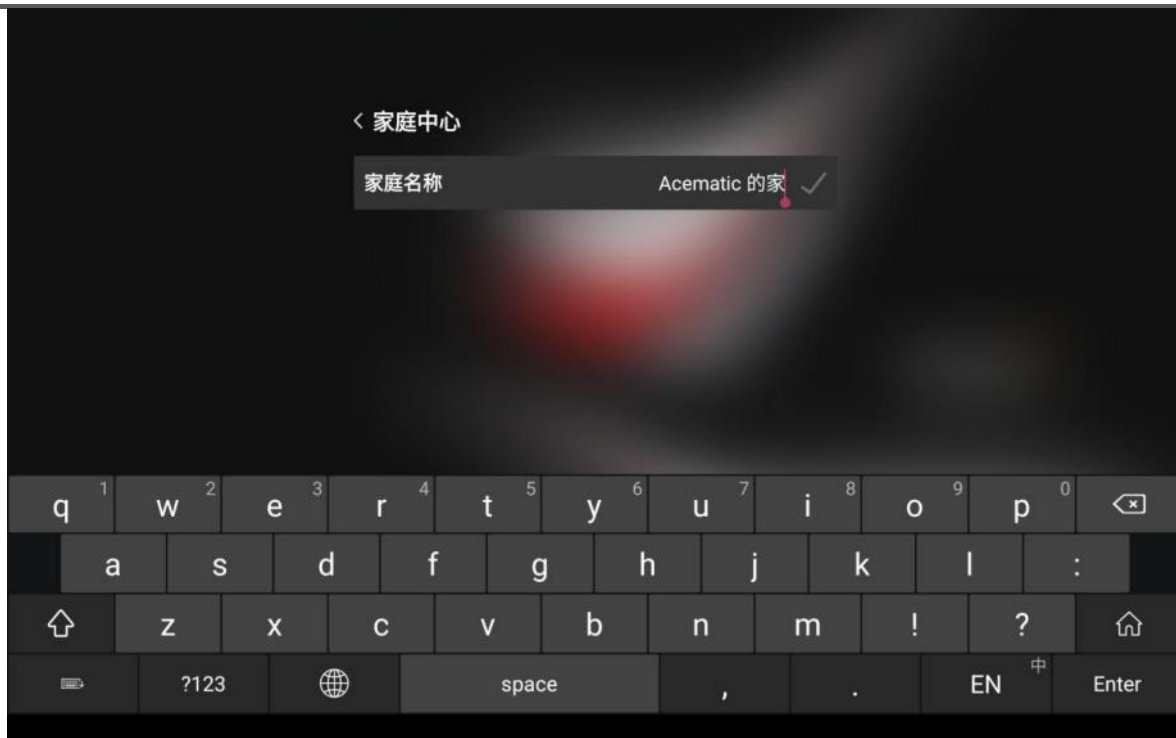 家庭中心
家庭名称 Acematic 的家
q 1 w 2 e 3 r 4 t 5 y 6 u 7 i 8 o 9 p 0
a s d f g h j k l :
z x c v b n m ! ?
?123 space , . EN 中 Enter